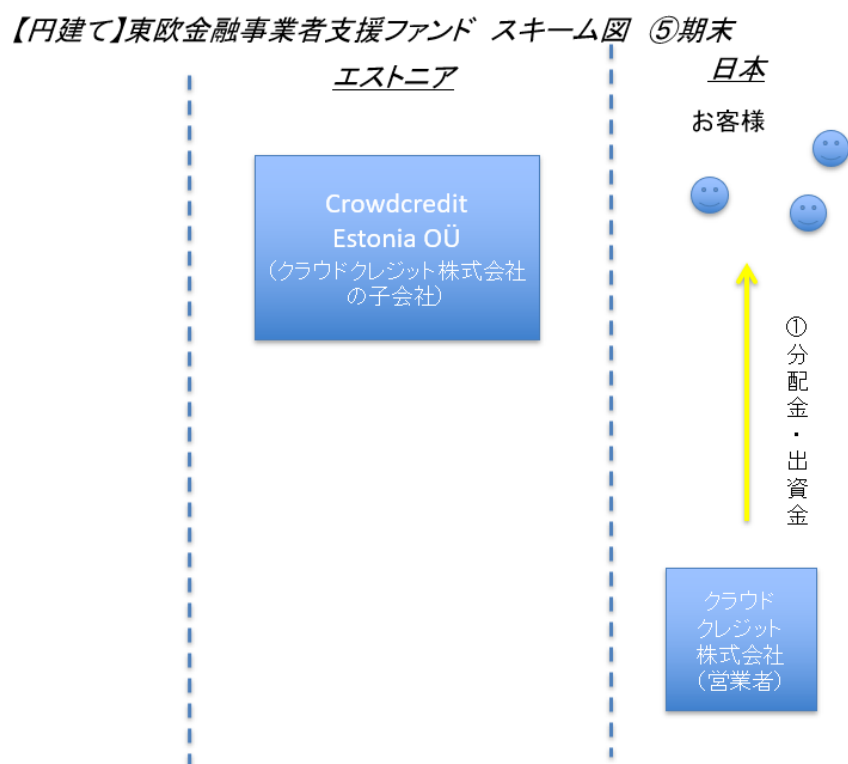 【円建て】東欧金融事業者支援ファンド スキーム図 ⑤期末
エストニア
日本
お客様
Crowdcredit
Estonia OÜ
(クラウドクレジット株式会社
の子会社)
①分配金・出資金
クラウド
クレジット
株式会社
(営業者)